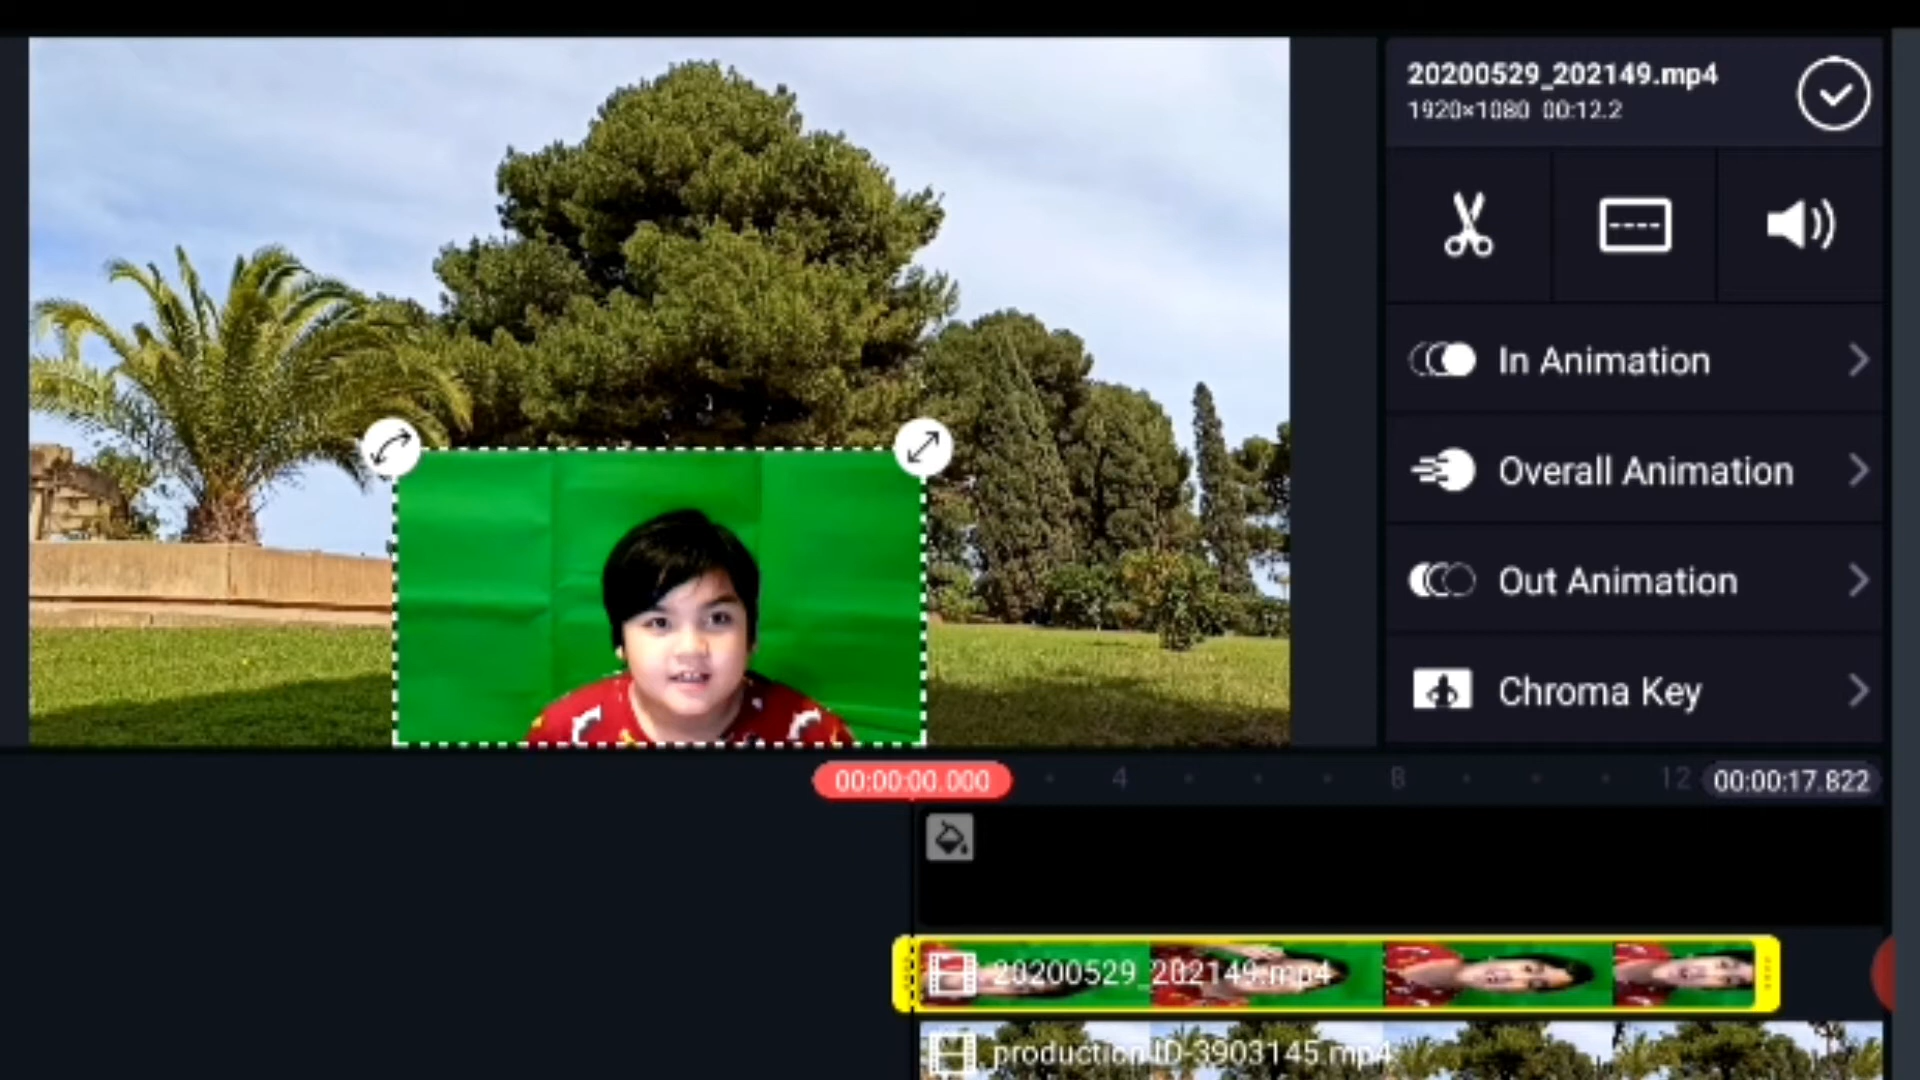 20200529_202149.mp4
1920×1080 00:12.2
In Animation
Overall Animation
Out Animation
Chroma Key
00:00:00.000 4 8 12 00:00:17.822
20200529_202149.mp4
production ID-3903145.mp4